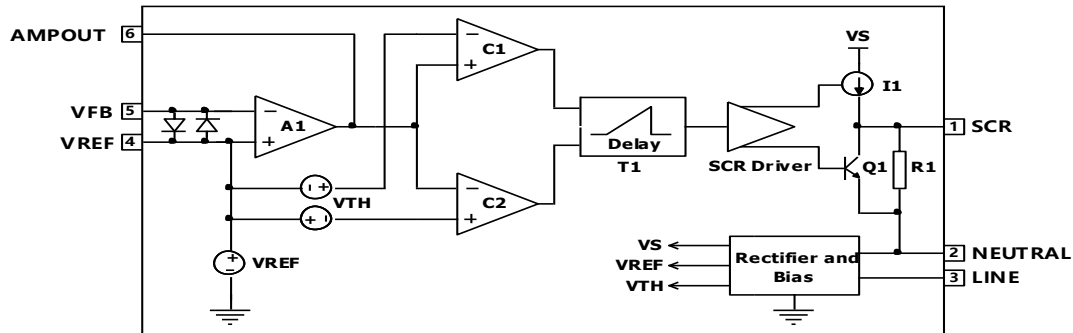 AMPOUT 6
VFB 5
VREF 4
− +
A1
− +
C1
− +
C2
− +
VTH
+ −
+ −
VREF
Delay
T1
SCR Driver
VS
I1
Q1
R1
1 SCR
2 NEUTRAL
3 LINE
VS
VREF
VTH
Rectifier and
Bias